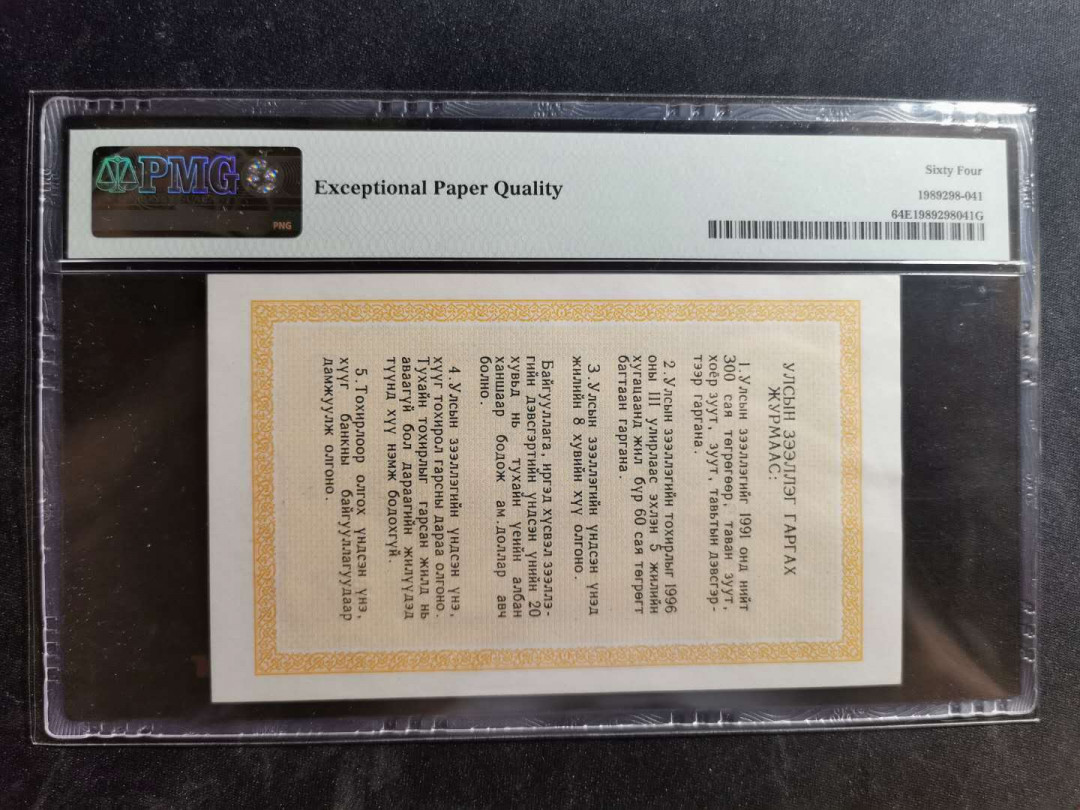 PMG
PNG
Exceptional Paper Quality
Sixty Four
1989298-041
64E1989298041G
УЛСЫН ЗЭЭЛЛЭГ ГАРГАХ
ЖУРМААС:
1.Улсын зээллэгийг 1991 онд нийт
300 сая төгрөгөөр, таван зуут,
хоёр зуут, зуут, тавьтын дэвсгэр-
тээр гаргана.
2.Улсын зээллэгийн тохирлыг 1996
оны III улирлаас эхлэн 5 жилийн
хугацаанд жил бүр 60 сая төгрөгт
багтаан гаргана.
3.Улсын зээллэгийн үндсэн үнэд
жилийн 8 хувийн хүү олгоно.
Байгууллага, иргэд хүсвэл зээллэ-
гийн дэвсгэртийн үндсэн үнийн 20
хувьд нь тухайн үеийн албан
ханшаар бодож ам.доллар авч
болно.
4.Улсын зээллэгийн үндсэн үнэ,
хүүг тохирол гарсны дараа олгоно.
Тухайн тохирлыг гарсан жилд нь
аваагүй бол дараагийн жилүүдэд
түүнд хүү нэмж бодохгүй.
5.Тохирлоор олгох үндсэн үнэ,
хүүг банкны байгууллагуудаар
дамжуулж олгоно.